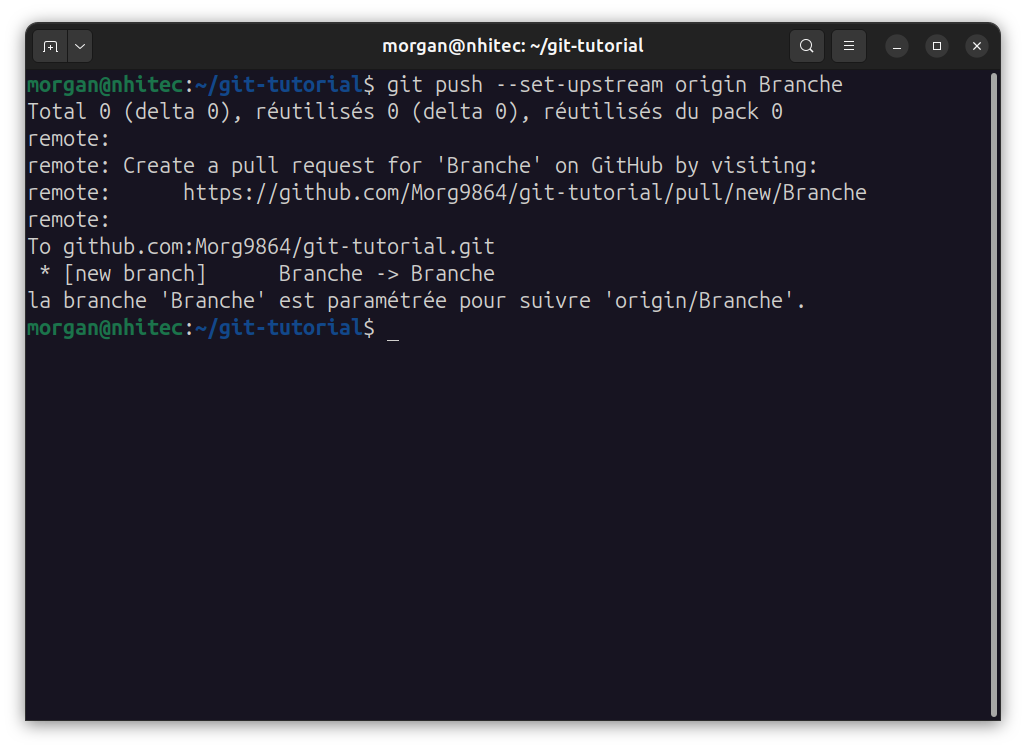 morgan@nhitec: ~/git-tutorial
morgan@nhitec:~/git-tutorial$ git push --set-upstream origin Branche
Total 0 (delta 0), réutilisés 0 (delta 0), réutilisés du pack 0
remote:
remote: Create a pull request for 'Branche' on GitHub by visiting:
remote:      https://github.com/Morg9864/git-tutorial/pull/new/Branche
remote:
To github.com:Morg9864/git-tutorial.git
 * [new branch]      Branche -> Branche
la branche 'Branche' est paramétrée pour suivre 'origin/Branche'.
morgan@nhitec:~/git-tutorial$ _